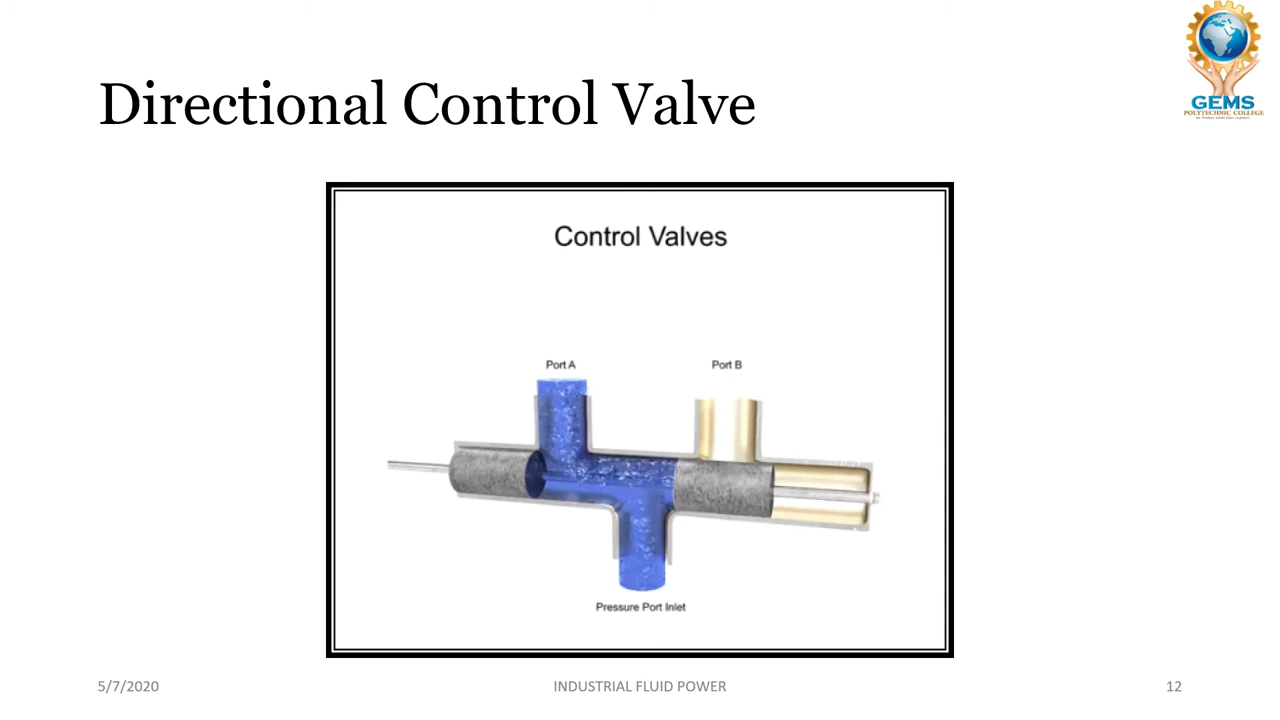 Directional Control Valve
GEMS
POLYTECHNIC COLLEGE
Control Valves
Port A
Port B
Pressure Port Inlet
5/7/2020
INDUSTRIAL FLUID POWER
12